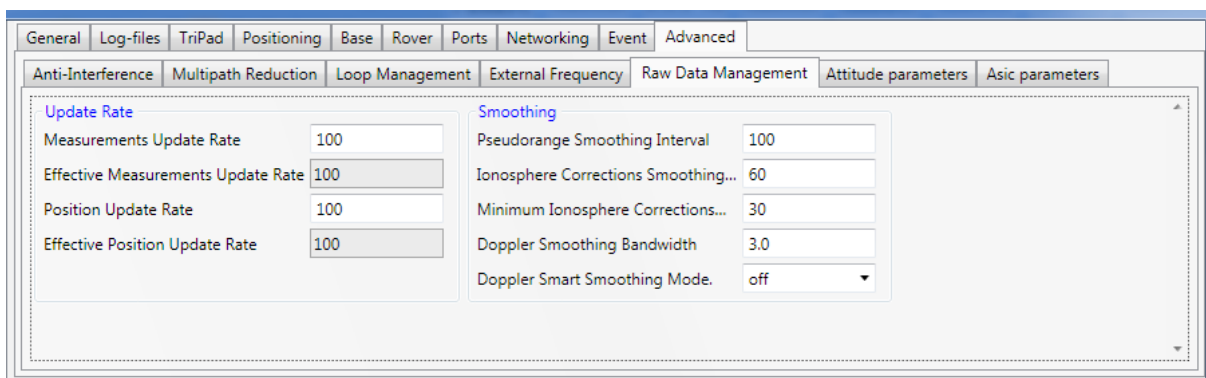 General Log-files TriPad Positioning Base Rover Ports Networking Event Advanced
Anti-Interference Multipath Reduction Loop Management External Frequency Raw Data Management Attitude parameters Asic parameters
Update Rate
Measurements Update Rate 100
Effective Measurements Update Rate 100
Position Update Rate 100
Effective Position Update Rate 100
Smoothing
Pseudorange Smoothing Interval 100
Ionosphere Corrections Smoothing... 60
Minimum Ionosphere Corrections... 30
Doppler Smoothing Bandwidth 3.0
Doppler Smart Smoothing Mode. off